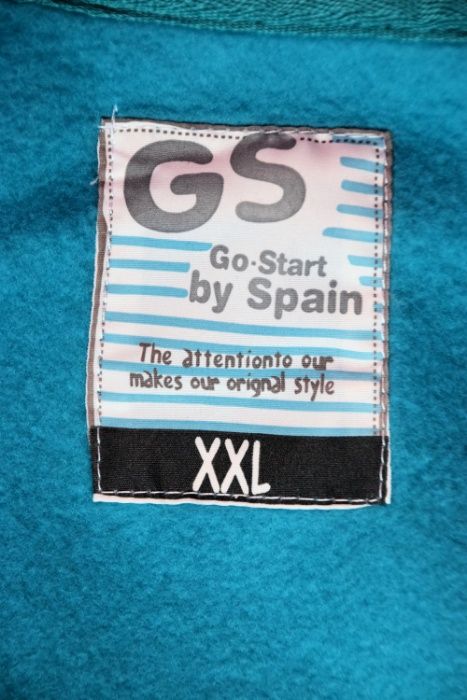 GS
Go·Start
by Spain
The attentionto our
makes our orignal style
XXL